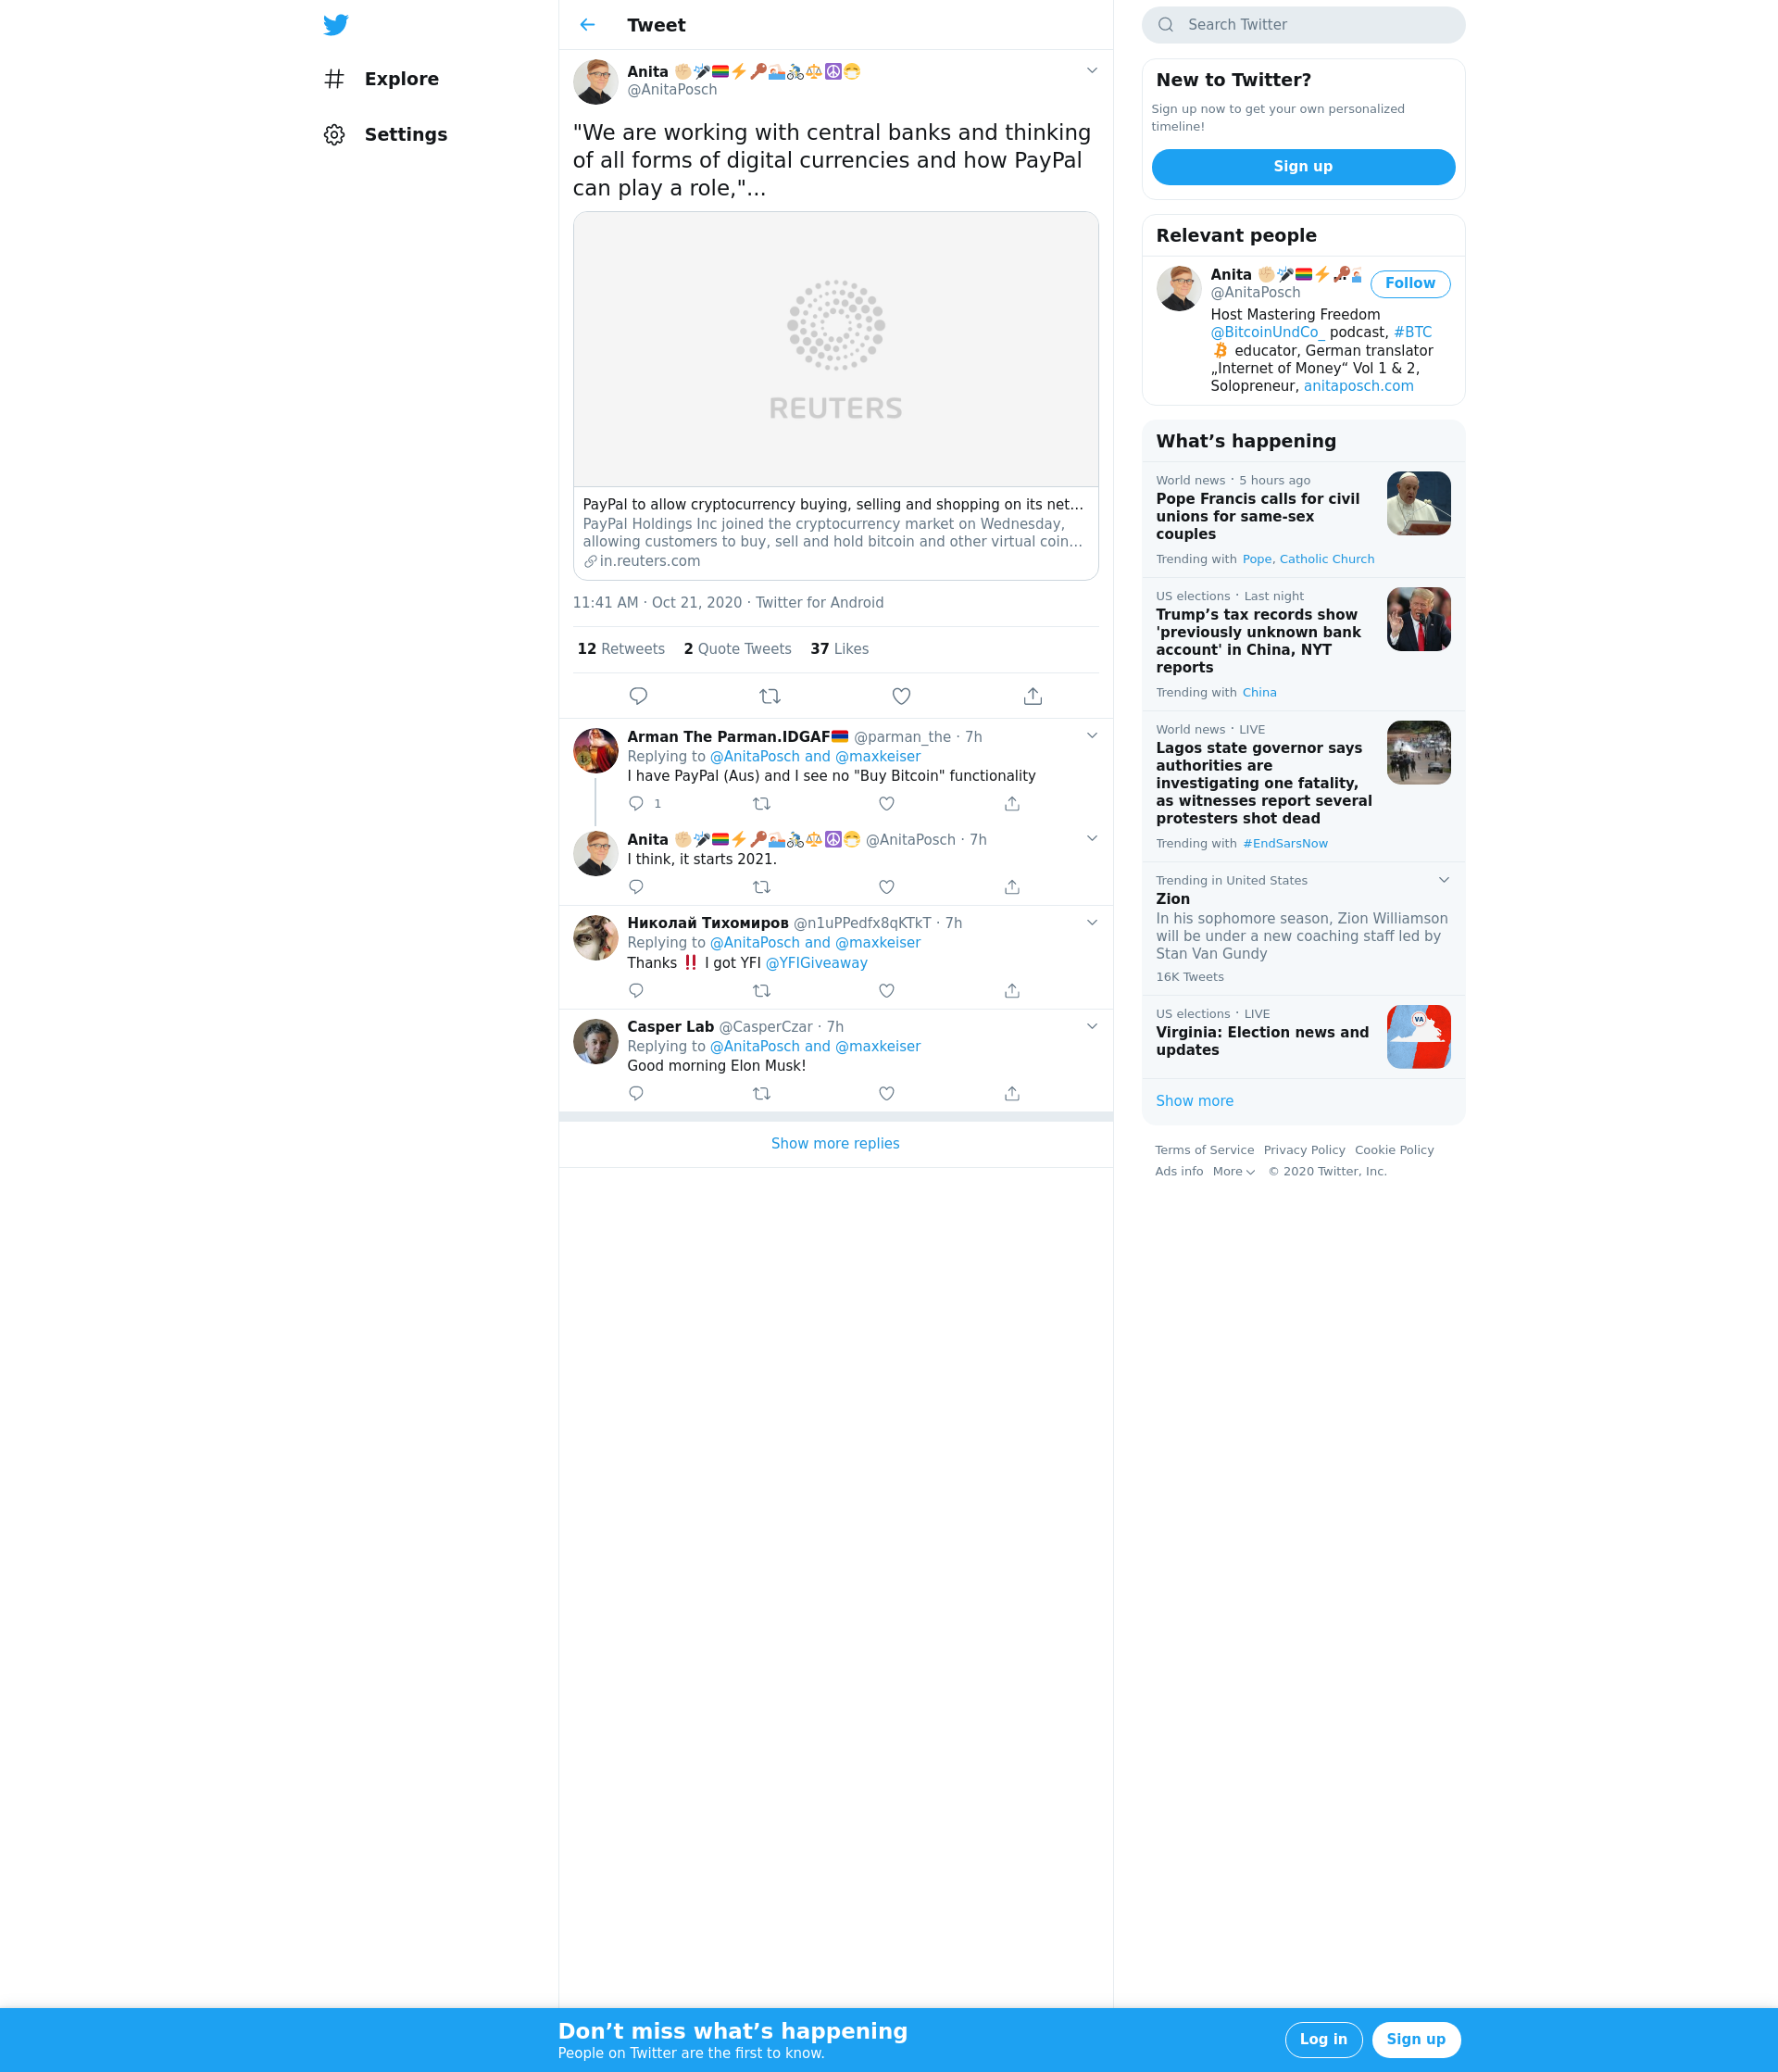 Explore
Settings
Tweet
Anita
@AnitaPosch
"We are working with central banks and thinking
of all forms of digital currencies and how PayPal
can play a role,"...
REUTERS
PayPal to allow cryptocurrency buying, selling and shopping on its net...
PayPal Holdings Inc joined the cryptocurrency market on Wednesday,
allowing customers to buy, sell and hold bitcoin and other virtual coin...
in.reuters.com
11:41 AM · Oct 21, 2020 · Twitter for Android
12 Retweets 2 Quote Tweets 37 Likes
Arman The Parman.IDGAF @parman_the · 7h
Replying to @AnitaPosch and @maxkeiser
I have PayPal (Aus) and I see no "Buy Bitcoin" functionality
1
Anita @AnitaPosch · 7h
I think, it starts 2021.
Николай Тихомиров @n1uPPedfx8qKTkT · 7h
Replying to @AnitaPosch and @maxkeiser
Thanks ‼️ I got YFI @YFIGiveaway
Casper Lab @CasperCzar · 7h
Replying to @AnitaPosch and @maxkeiser
Good morning Elon Musk!
Show more replies
Search Twitter
New to Twitter?
Sign up now to get your own personalized
timeline!
Sign up
Relevant people
Anita
@AnitaPosch
Follow
Host Mastering Freedom
@BitcoinUndCo_ podcast, #BTC
educator, German translator
„Internet of Money“ Vol 1 & 2,
Solopreneur, anitaposch.com
What’s happening
World news · 5 hours ago
Pope Francis calls for civil
unions for same-sex
couples
Trending with Pope, Catholic Church
US elections · Last night
Trump’s tax records show
'previously unknown bank
account' in China, NYT
reports
Trending with China
World news · LIVE
Lagos state governor says
authorities are
investigating one fatality,
as witnesses report several
protesters shot dead
Trending with #EndSarsNow
Trending in United States
Zion
In his sophomore season, Zion Williamson
will be under a new coaching staff led by
Stan Van Gundy
16K Tweets
US elections · LIVE
Virginia: Election news and
updates
VA
Show more
Terms of Service Privacy Policy Cookie Policy
Ads info More © 2020 Twitter, Inc.
Don’t miss what’s happening
People on Twitter are the first to know.
Log in
Sign up